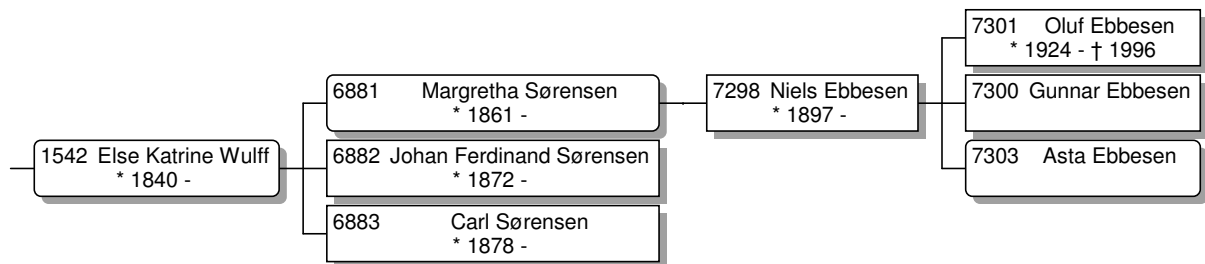 1542 Else Katrine Wulff
* 1840 -
6881 Margretha Sørensen
* 1861 -
6882 Johan Ferdinand Sørensen
* 1872 -
6883 Carl Sørensen
* 1878 -
7298 Niels Ebbesen
* 1897 -
7301 Oluf Ebbesen
* 1924 - † 1996
7300 Gunnar Ebbesen
7303 Asta Ebbesen